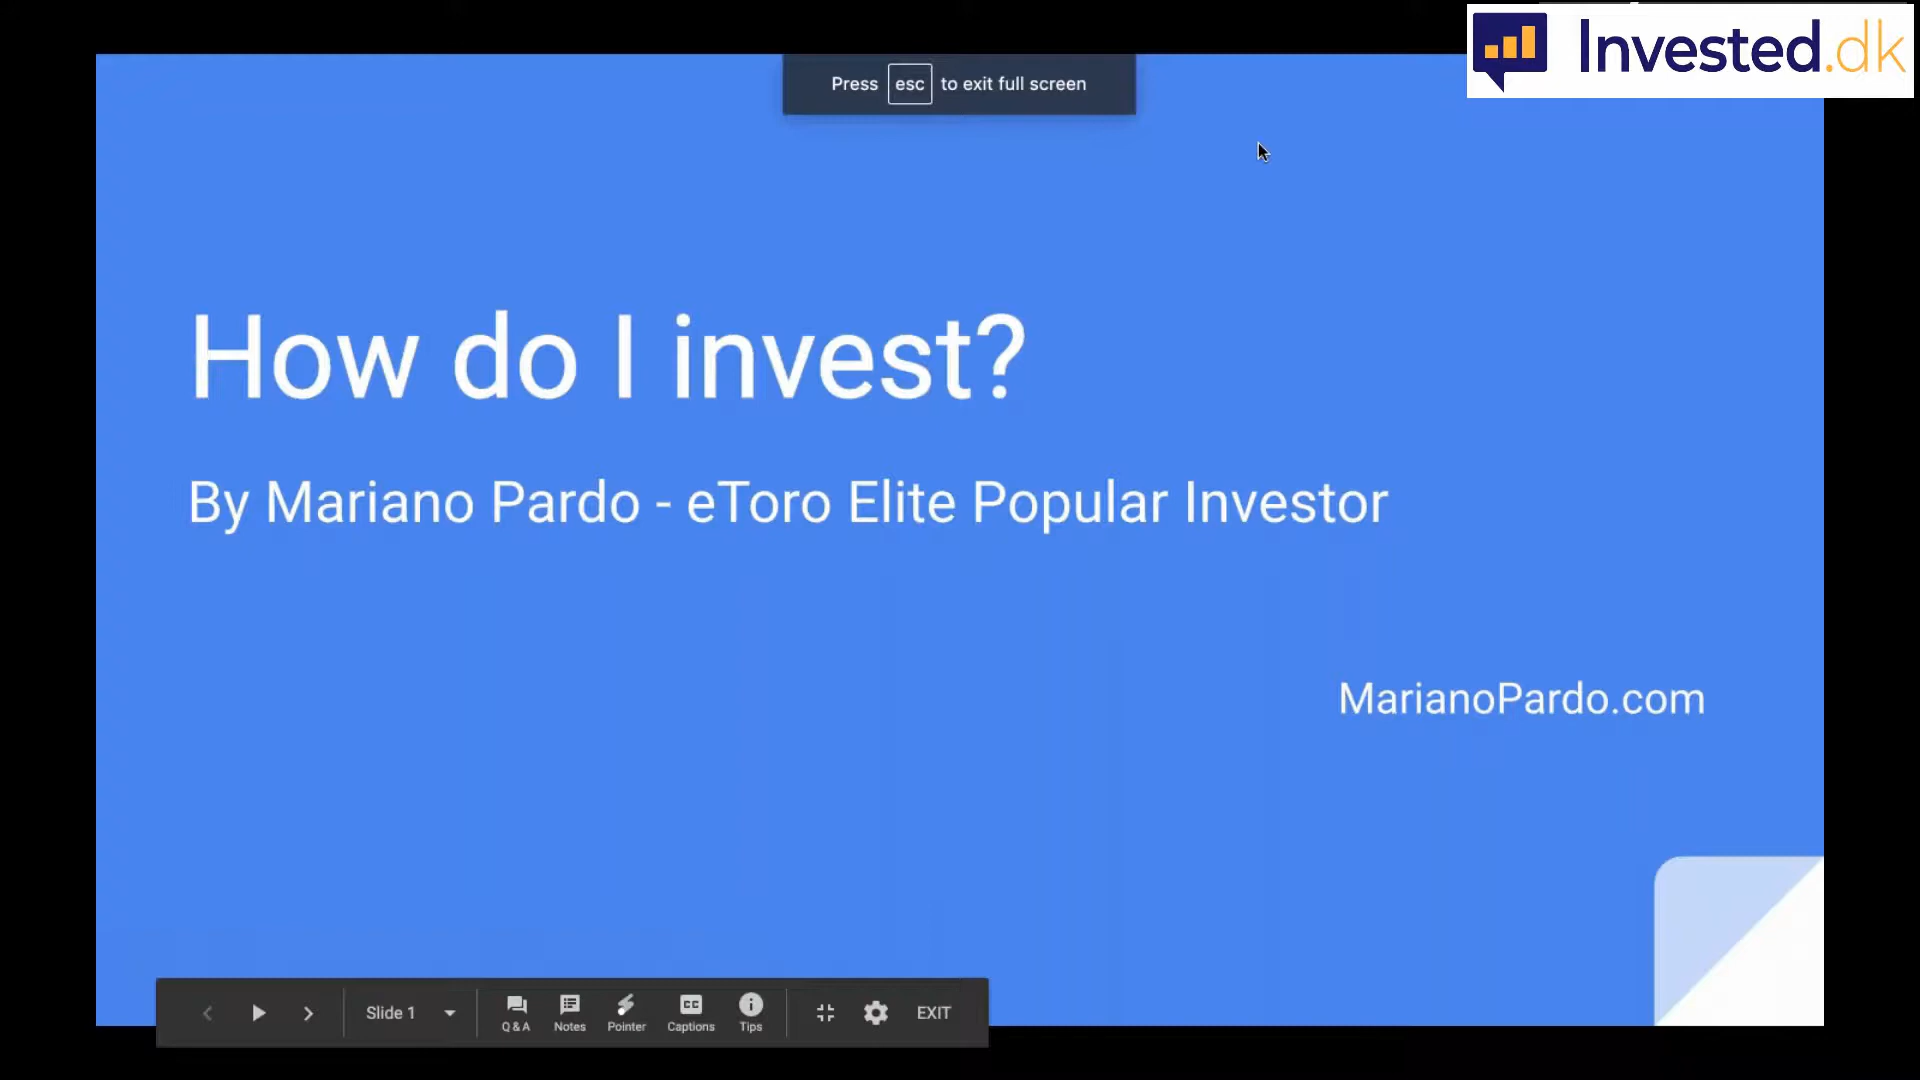 Invested.dk
Press esc to exit full screen
How do I invest?
By Mariano Pardo - eToro Elite Popular Investor
MarianoPardo.com
Slide 1
Q & A
Notes
Pointer
CC
Captions
Tips
EXIT